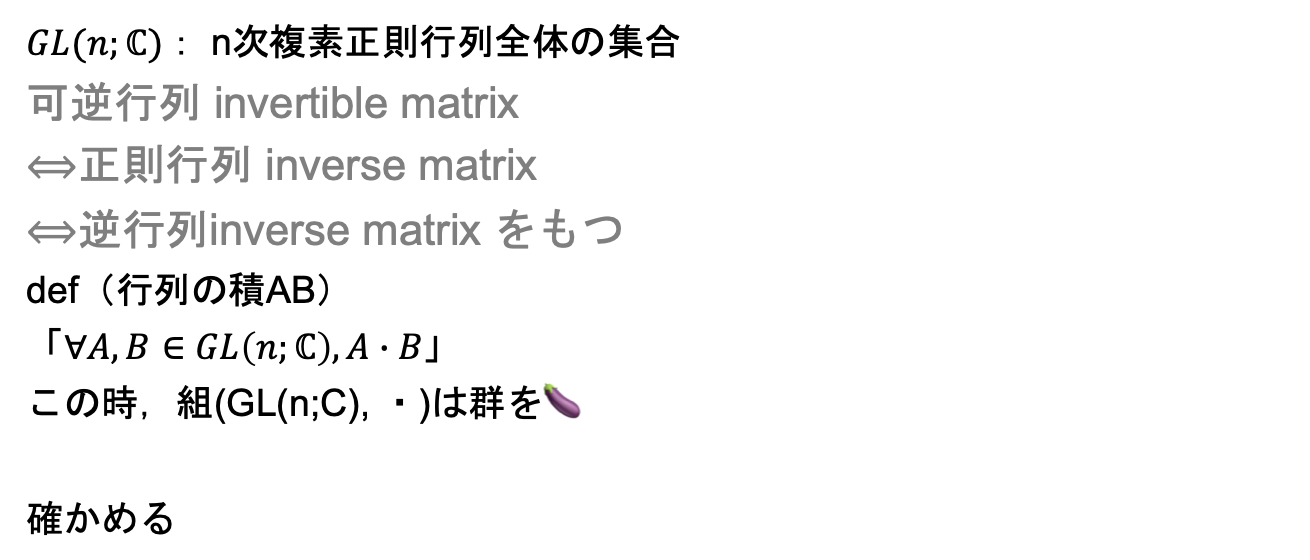 GL(n; ℂ)： n次複素正則行列全体の集合
可逆行列 invertible matrix
⟺正則行列 inverse matrix
⟺逆行列inverse matrix をもつ
def（行列の積AB）
「∀A, B ∈ GL(n; ℂ), A · B」
この時，組(GL(n;C), ・)は群を🍆
確かめる